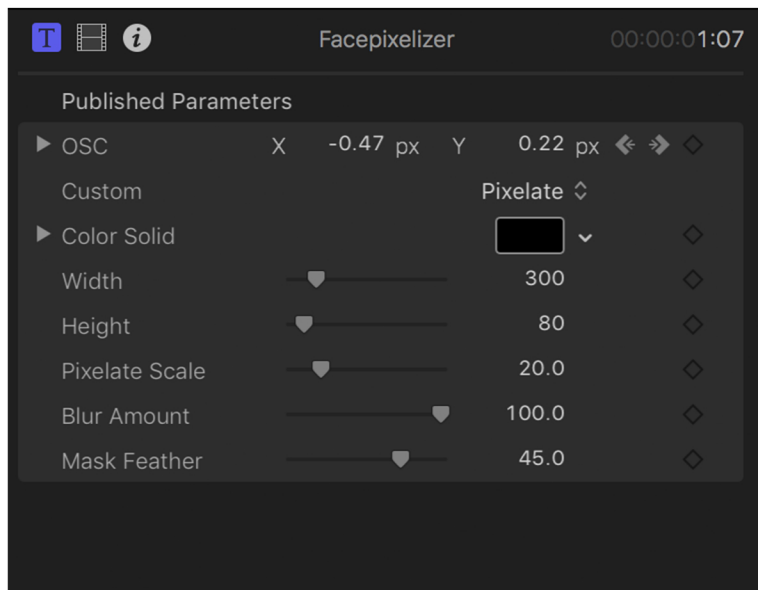 T i Facepixelizer 00:00:01:07
Published Parameters
OSC X -0.47 px Y 0.22 px
Custom Pixelate
Color Solid
Width 300
Height 80
Pixelate Scale 20.0
Blur Amount 100.0
Mask Feather 45.0